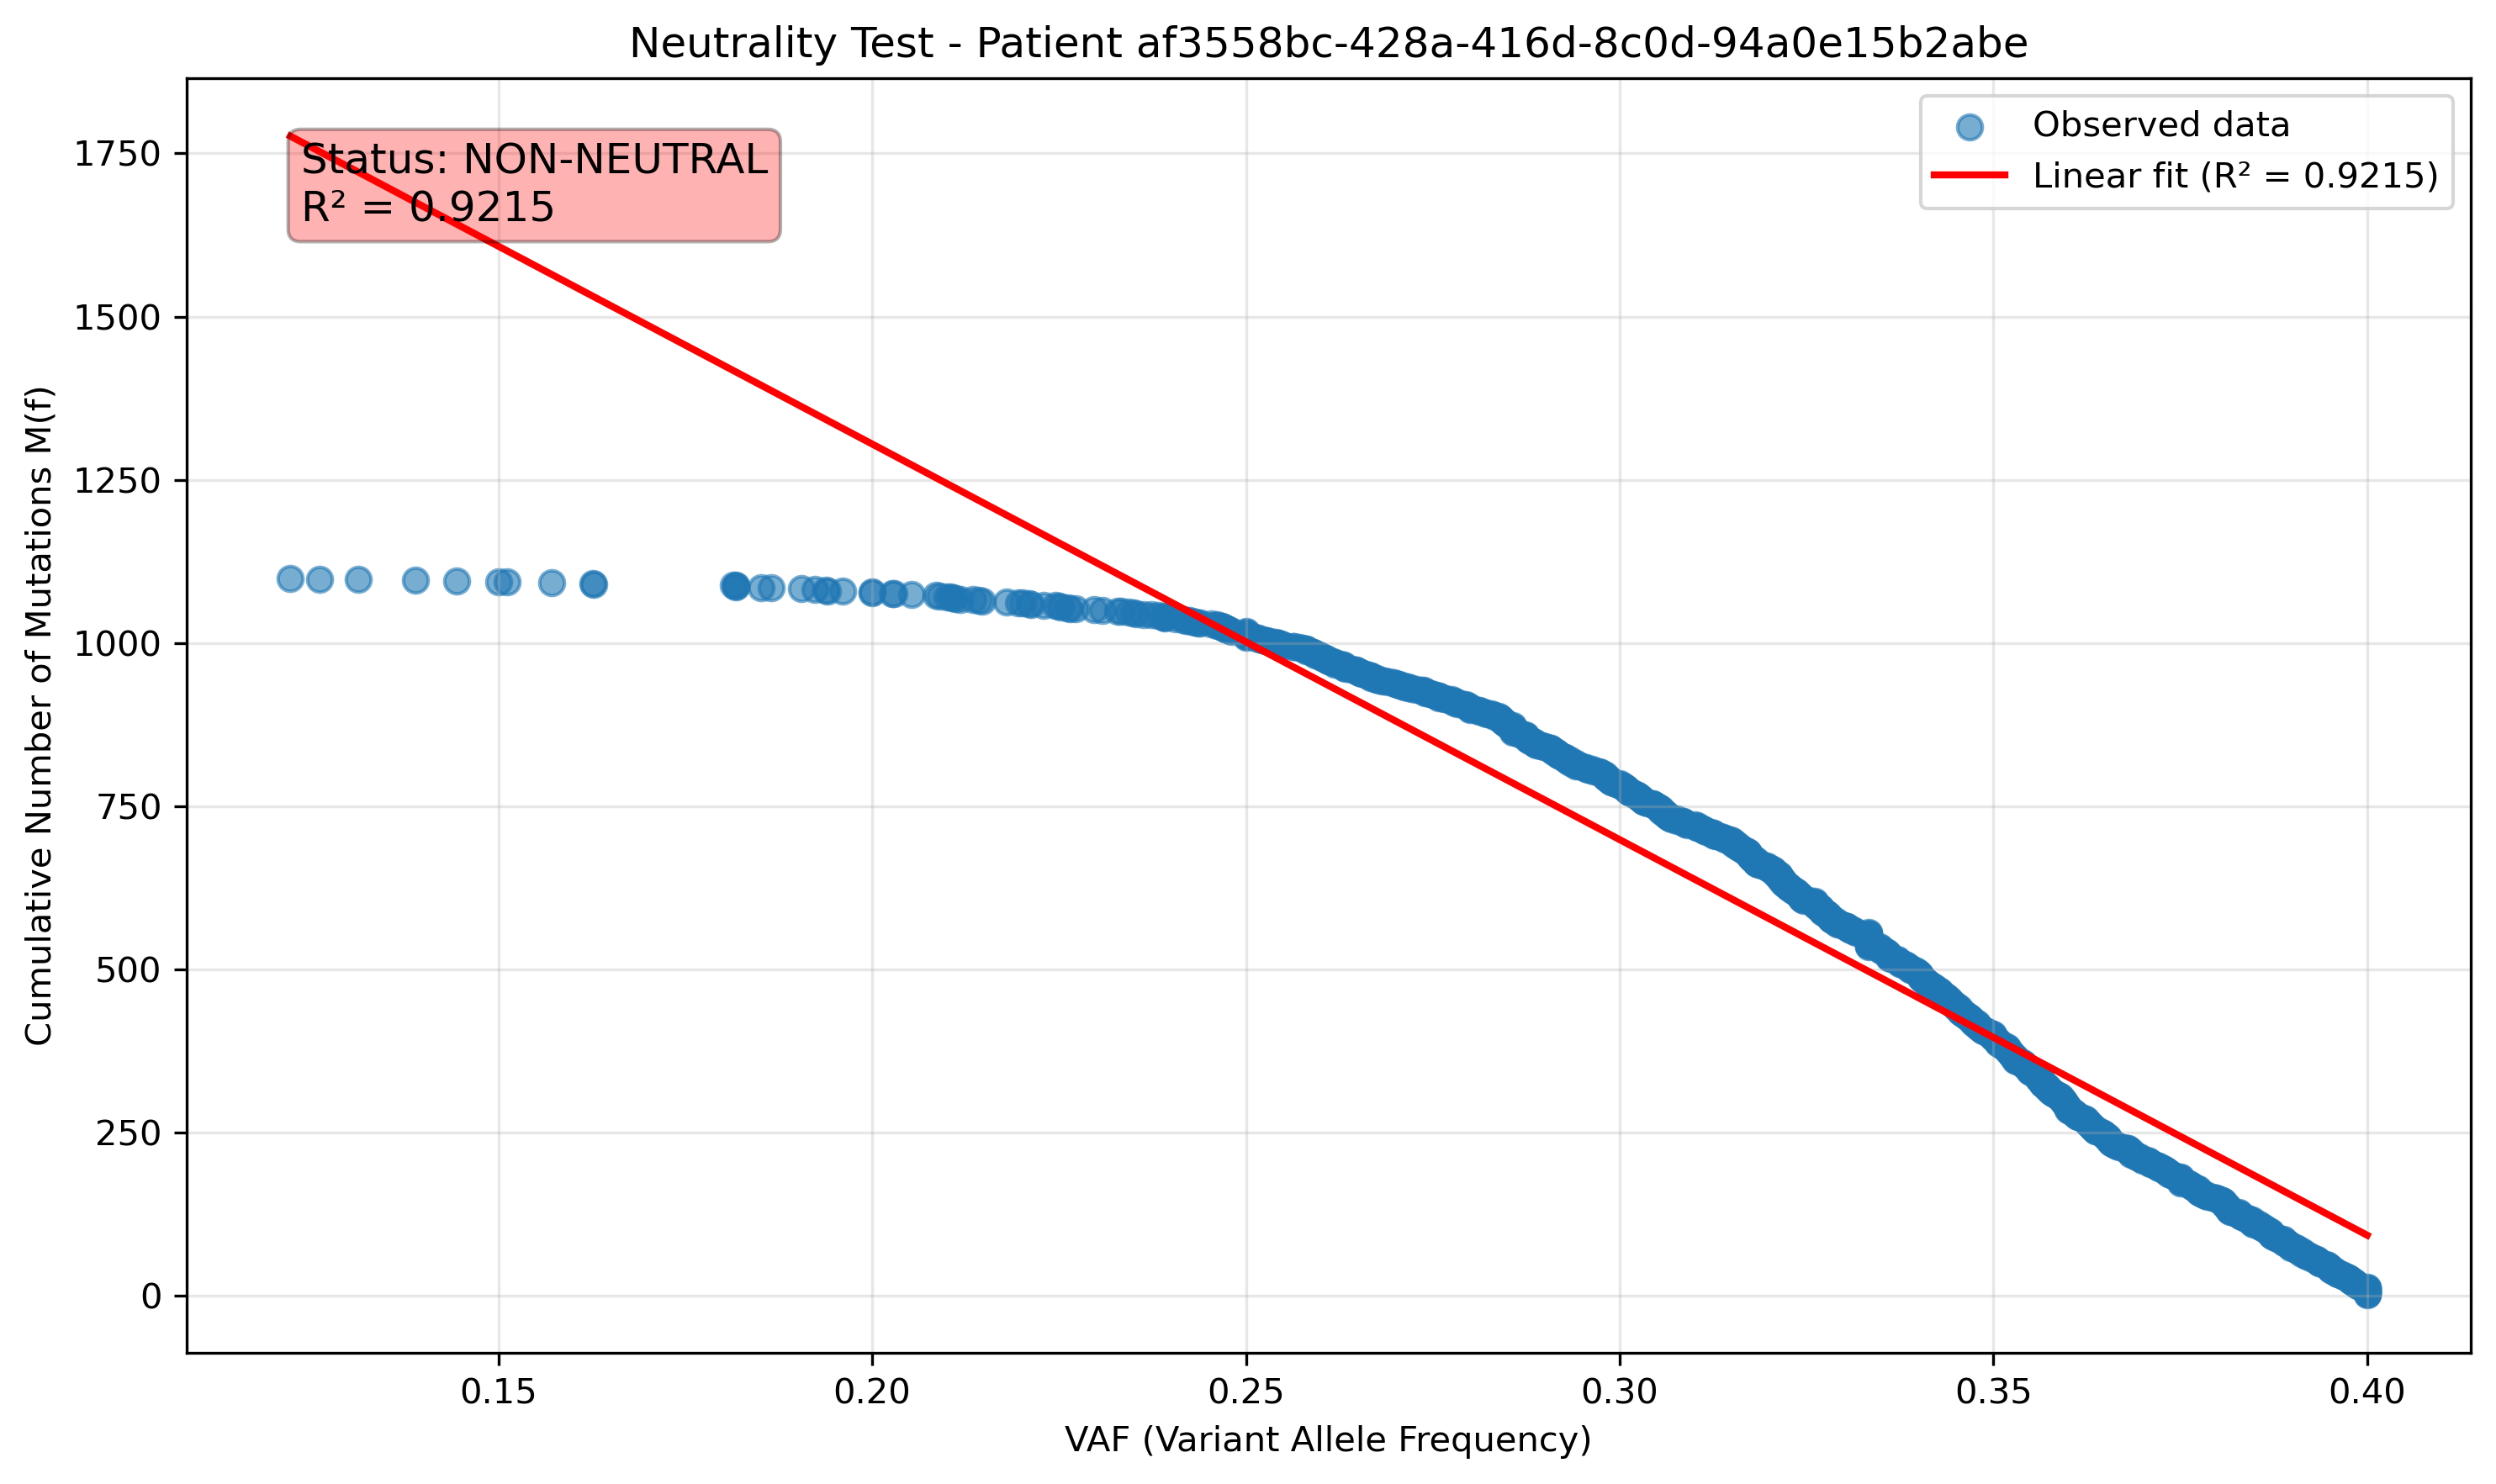 Neutrality Test - Patient af3558bc-428a-416d-8c0d-94a0e15b2abe
Status: NON-NEUTRAL
R² = 0.9215
Observed data
Linear fit (R² = 0.9215)
Cumulative Number of Mutations M(f)
1750
1500
1250
1000
750
500
250
0
0.15
0.20
0.25
0.30
0.35
0.40
VAF (Variant Allele Frequency)